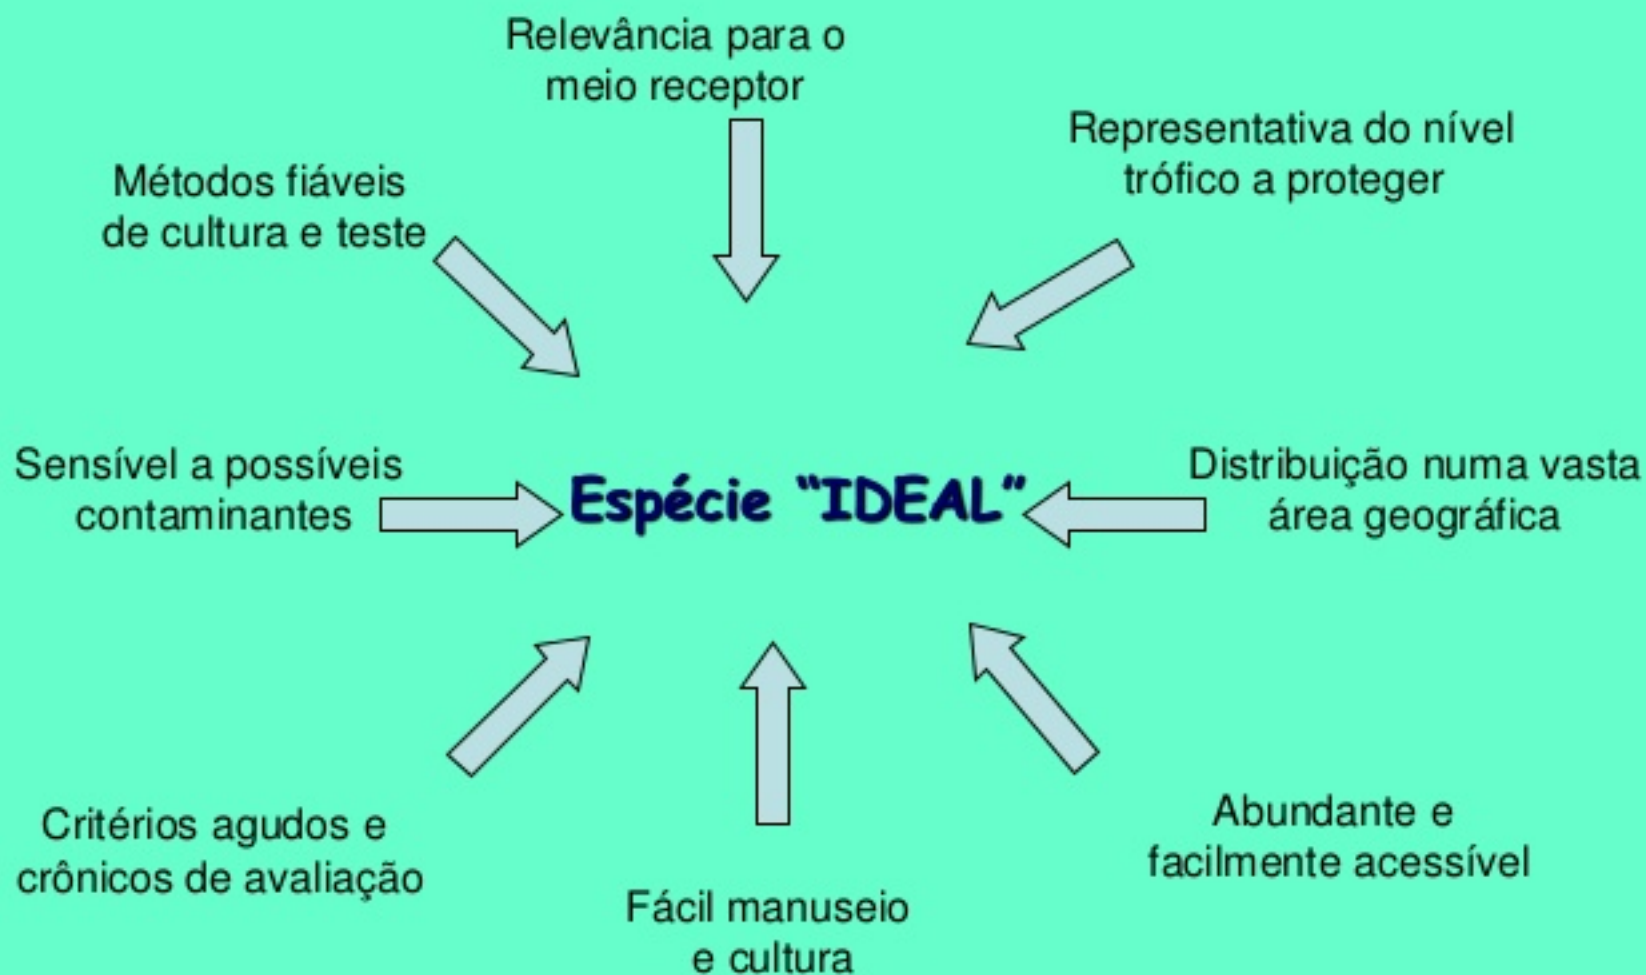 Relevância para o
meio receptor
Representativa do nível
trófico a proteger
Métodos fiáveis
de cultura e teste
Sensível a possíveis
contaminantes
Espécie “IDEAL”
Distribuição numa vasta
área geográfica
Critérios agudos e
crônicos de avaliação
Abundante e
facilmente acessível
Fácil manuseio
e cultura